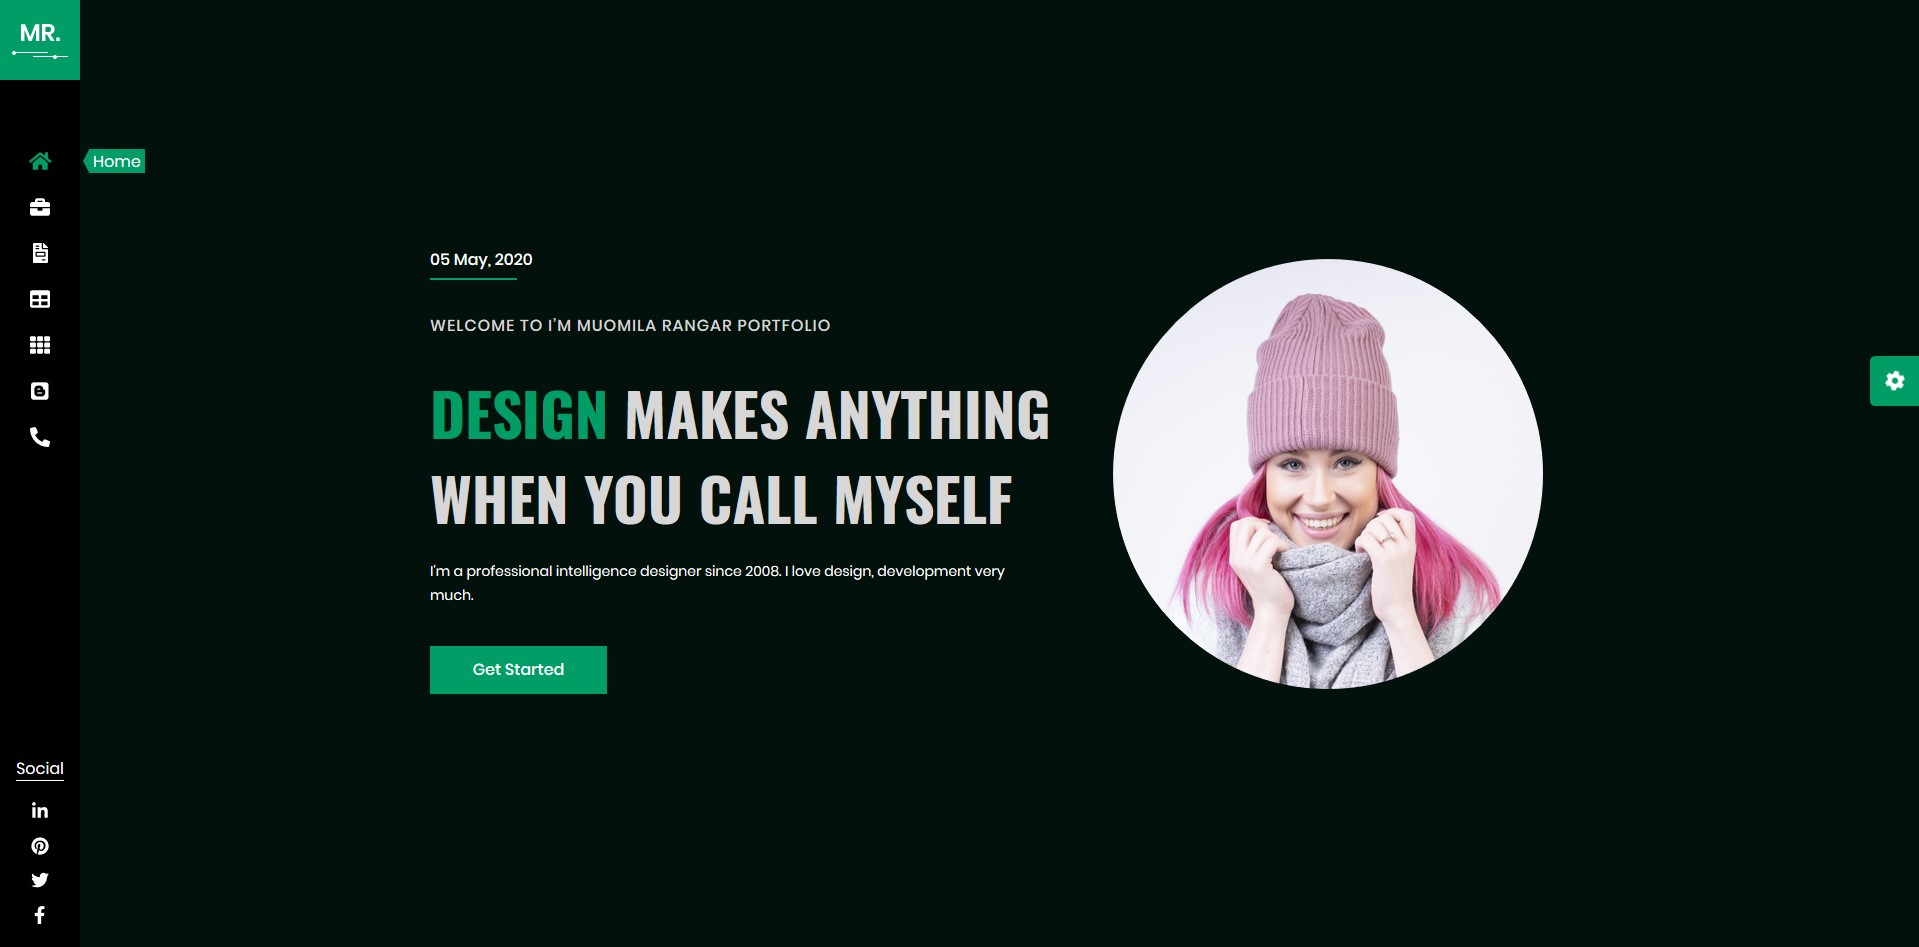 MR.
Home
05 May, 2020
WELCOME TO I'M MUOMILA RANGAR PORTFOLIO
DESIGN MAKES ANYTHING
WHEN YOU CALL MYSELF
I'm a professional intelligence designer since 2008. I love design, development very
much.
Get Started
Social